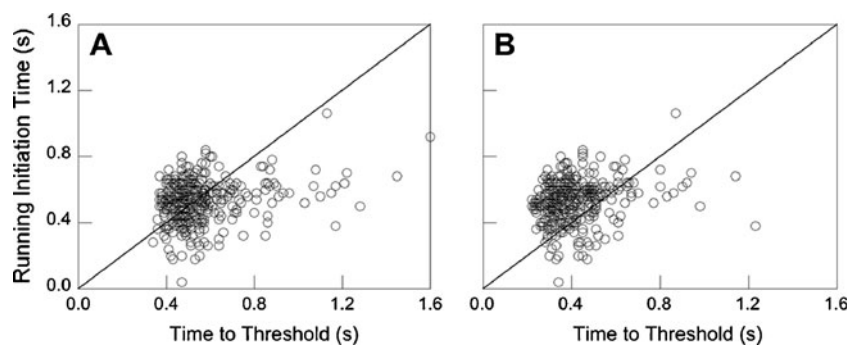 A
B
Running Initiation Time (s)
1.6
1.2
0.8
0.4
0.0
0.0 0.4 0.8 1.2 1.6
0.0 0.4 0.8 1.2 1.6
Time to Threshold (s)
Time to Threshold (s)